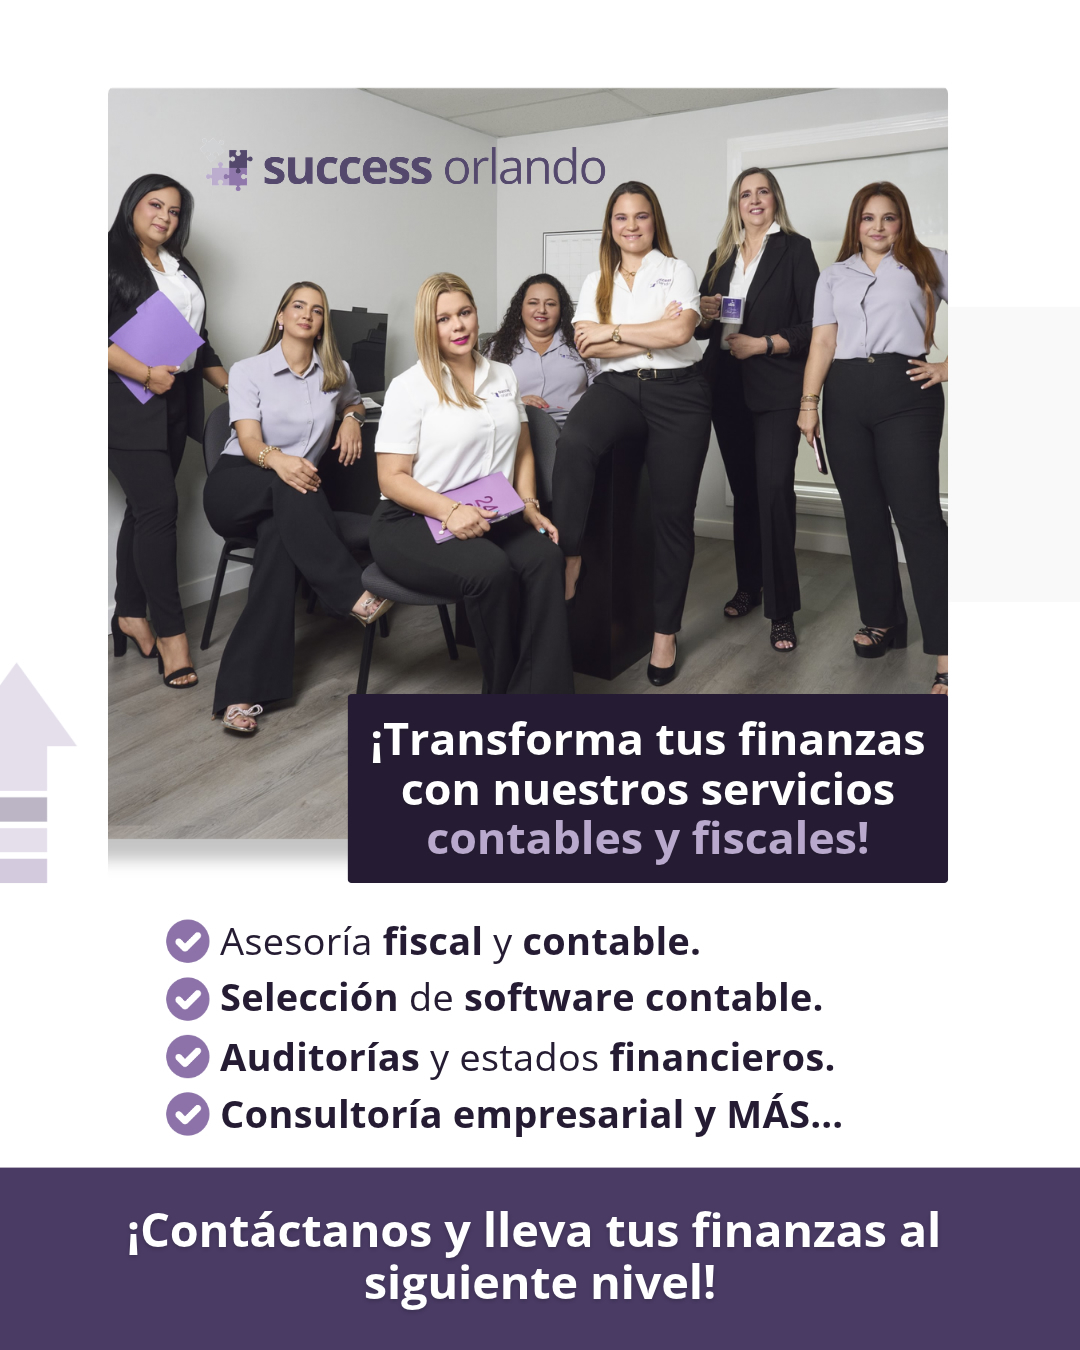 success orlando
¡Transforma tus finanzas
con nuestros servicios
contables y fiscales!
Asesoría fiscal y contable.
Selección de software contable.
Auditorías y estados financieros.
Consultoría empresarial y MÁS...
¡Contáctanos y lleva tus finanzas al
siguiente nivel!